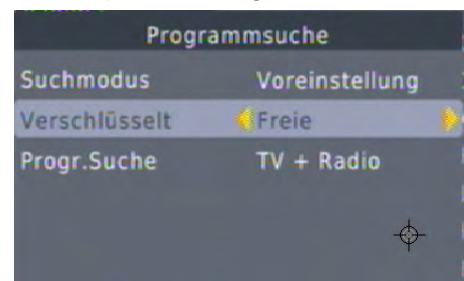 Programmsuche
Suchmodus Voreinstellung
Verschlüsselt Freie
Progr.Suche TV + Radio